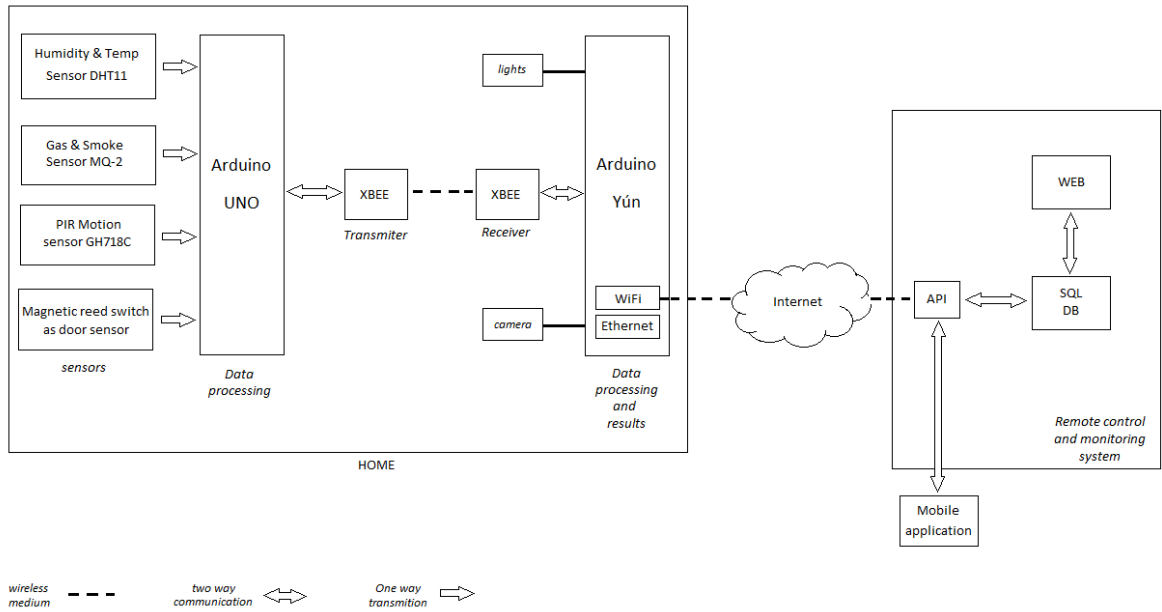 Humidity & Temp
Sensor DHT11
Gas & Smoke
Sensor MQ-2
PIR Motion
sensor GH718C
Magnetic reed switch
as door sensor
sensors
Arduino
UNO
Data
processing
XBEE
Transmiter
XBEE
Receiver
lights
camera
Arduino
Yún
WiFi
Ethernet
Data
processing
and
results
HOME
Internet
API
WEB
SQL
DB
Remote control
and monitoring
system
Mobile
application
wireless
medium
two way
communication
One way
transmition